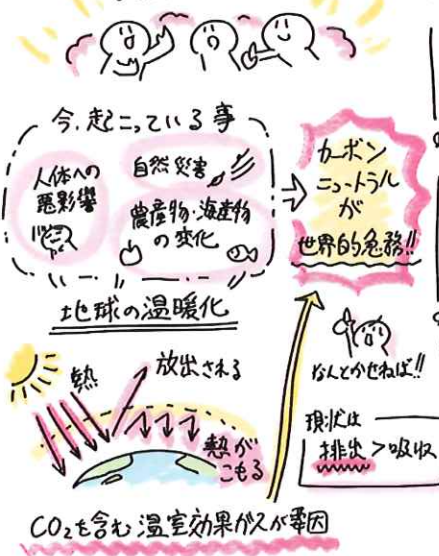 今、起こっている事
人体への
悪影響
自然災害
農産物・海産物
の変化
地球の温暖化
カーボン
ニュートラル
が
世界的急務!!
なんとかせねば!!
現状は
排出>吸収
熱
放出される
熱が
こもる
CO₂を含む温室効果ガスが要因